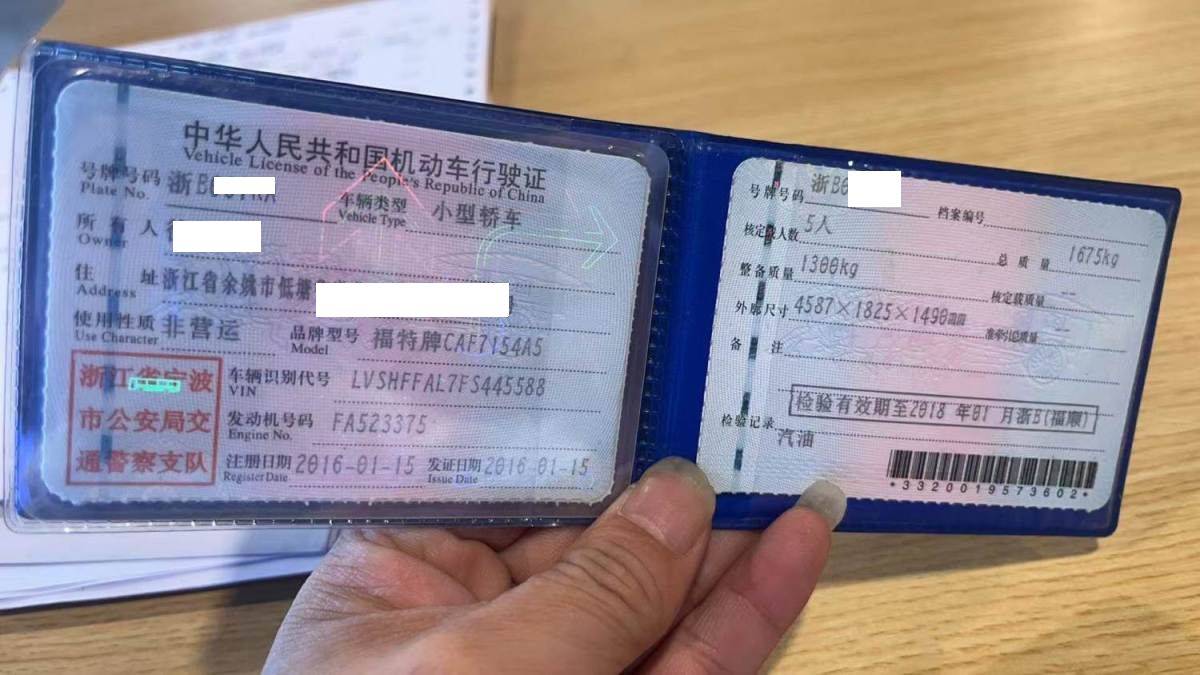 中华人民共和国机动车行驶证
Vehicle License of the People's Republic of China
号牌号码 浙B
Plate No.
车辆类型 小型轿车
Vehicle Type
所有人
Owner
住址 浙江省余姚市低塘
Address
使用性质 非营运
Use Character
品牌型号 福特牌CAF7154A5
Model
浙江省宁波
市公安局交
通警察支队
车辆识别代号 LVSHFFAL7FS445588
VIN
发动机号码 FA523375
Engine No.
注册日期 2016-01-15
Register Date
发证日期 2016-01-15
Issue Date
号牌号码 浙B
档案编号
核定载人数 5人
总质量 1675kg
整备质量 1300kg
核定载质量 --
外廓尺寸 4587×1825×1490mm
准牵引总质量 --
备注
检验有效期至2018 年01 月浙B(福顺)
检验记录
汽油
*3320019573602*